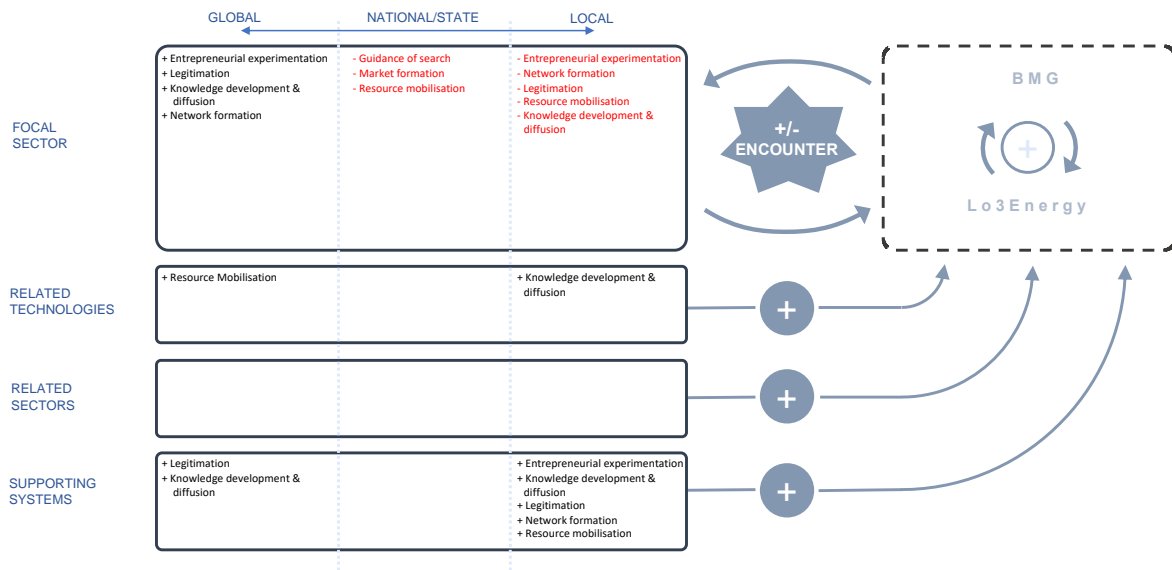 GLOBAL
NATIONAL/STATE
LOCAL
FOCAL
SECTOR
+ Entrepreneurial experimentation
+ Legitimation
+ Knowledge development &
diffusion
+ Network formation
- Guidance of search
- Market formation
- Resource mobilisation
- Entrepreneurial experimentation
- Network formation
- Legitimation
- Resource mobilisation
- Knowledge development &
diffusion
+/-
ENCOUNTER
BMG
+
Lo3Energy
RELATED
TECHNOLOGIES
+ Resource Mobilisation
+ Knowledge development &
diffusion
+
RELATED
SECTORS
+
SUPPORTING
SYSTEMS
+ Legitimation
+ Knowledge development &
diffusion
+ Entrepreneurial experimentation
+ Knowledge development &
diffusion
+ Legitimation
+ Network formation
+ Resource mobilisation
+